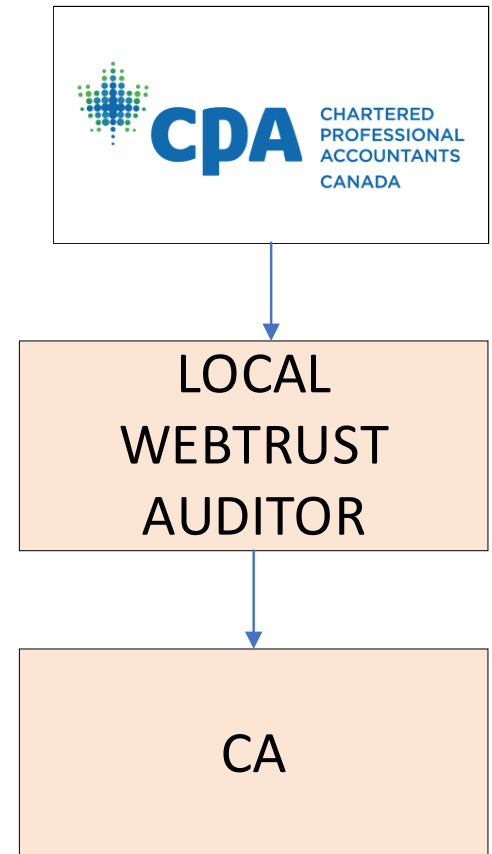 CPA
CHARTERED
PROFESSIONAL
ACCOUNTANTS
CANADA
LOCAL
WEBTRUST
AUDITOR
CA